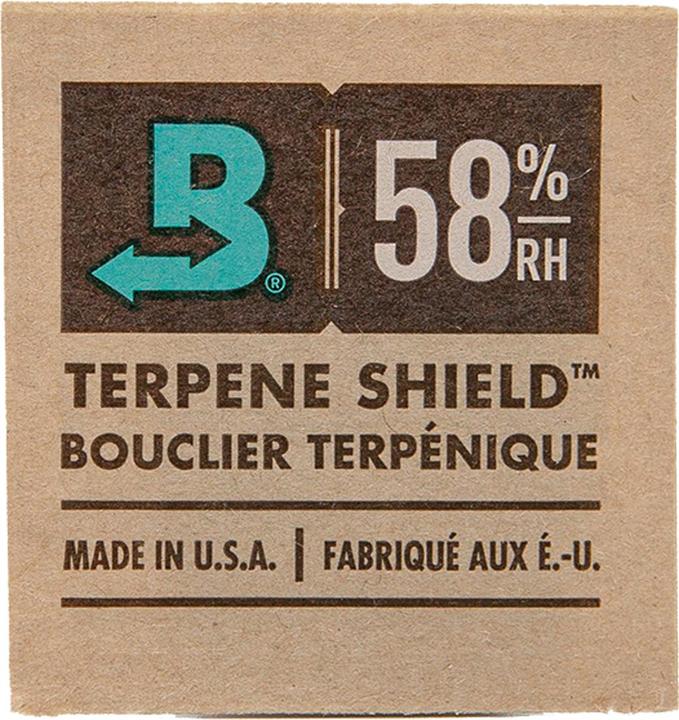 B®
58%
RH
TERPENE SHIELD™
BOUCLIER TERPÉNIQUE
MADE IN U.S.A. | FABRIQUÉ AUX É.-U.